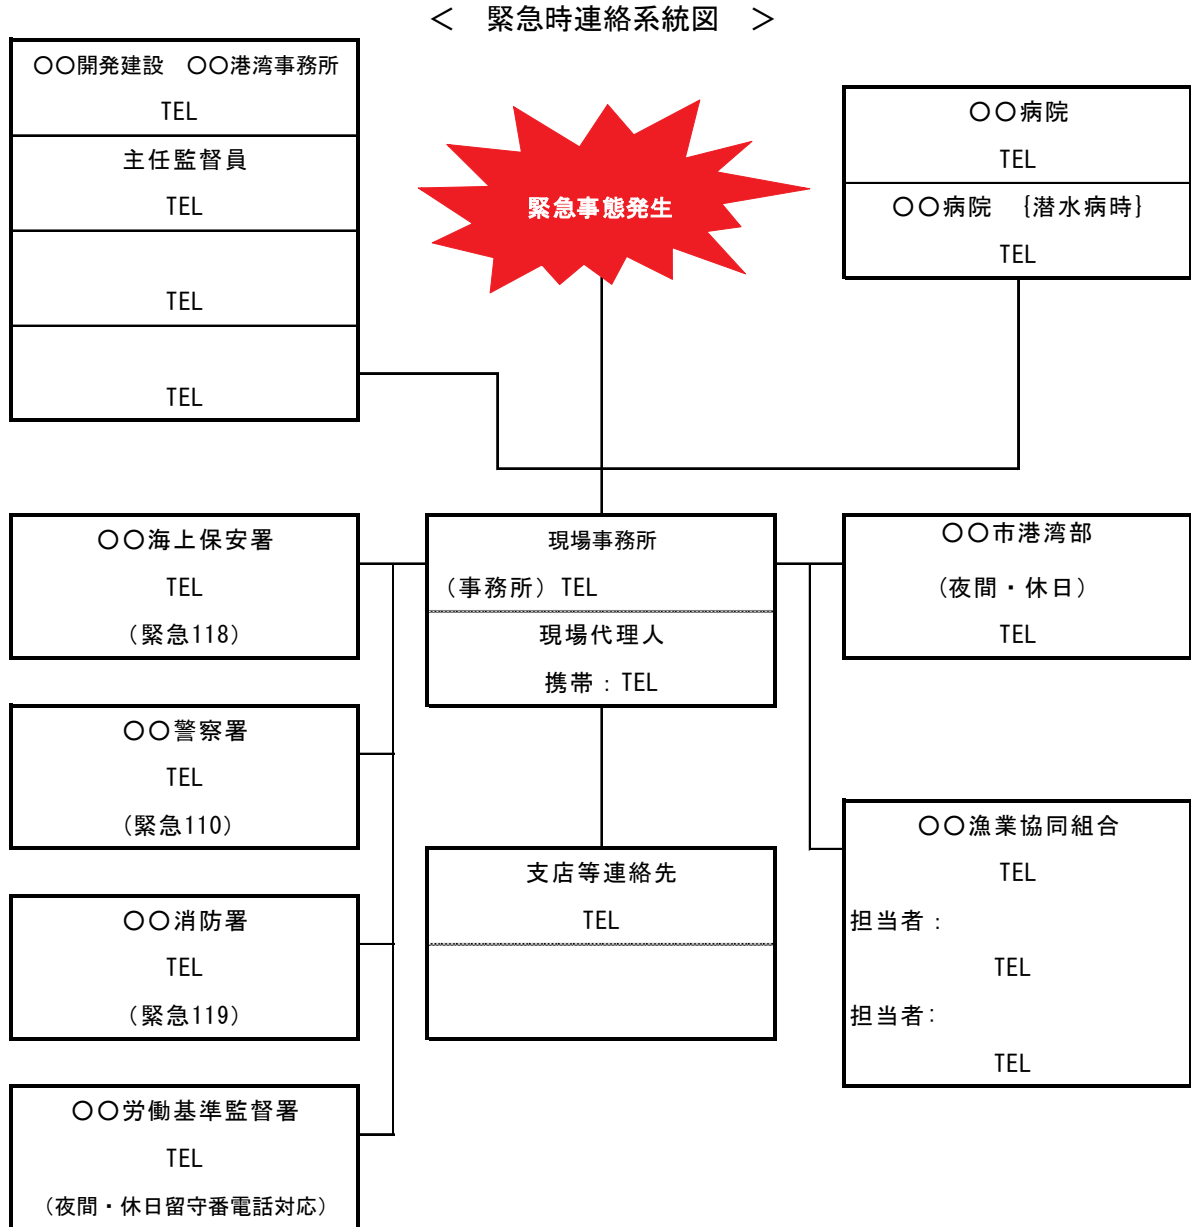 ＜　緊急時連絡系統図　＞
〇〇開発建設　〇〇港湾事務所
TEL
主任監督員
TEL
TEL
TEL
緊急事態発生
〇〇病院
TEL
〇〇病院　{潜水病時}
TEL
〇〇海上保安署
TEL
（緊急118）
〇〇警察署
TEL
（緊急110）
〇〇消防署
TEL
（緊急119）
〇〇労働基準監督署
TEL
（夜間・休日留守番電話対応）
現場事務所
（事務所）TEL
現場代理人
携帯：TEL
支店等連絡先
TEL
〇〇市港湾部
（夜間・休日）
TEL
〇〇漁業協同組合
TEL
担当者：
TEL
担当者：
TEL